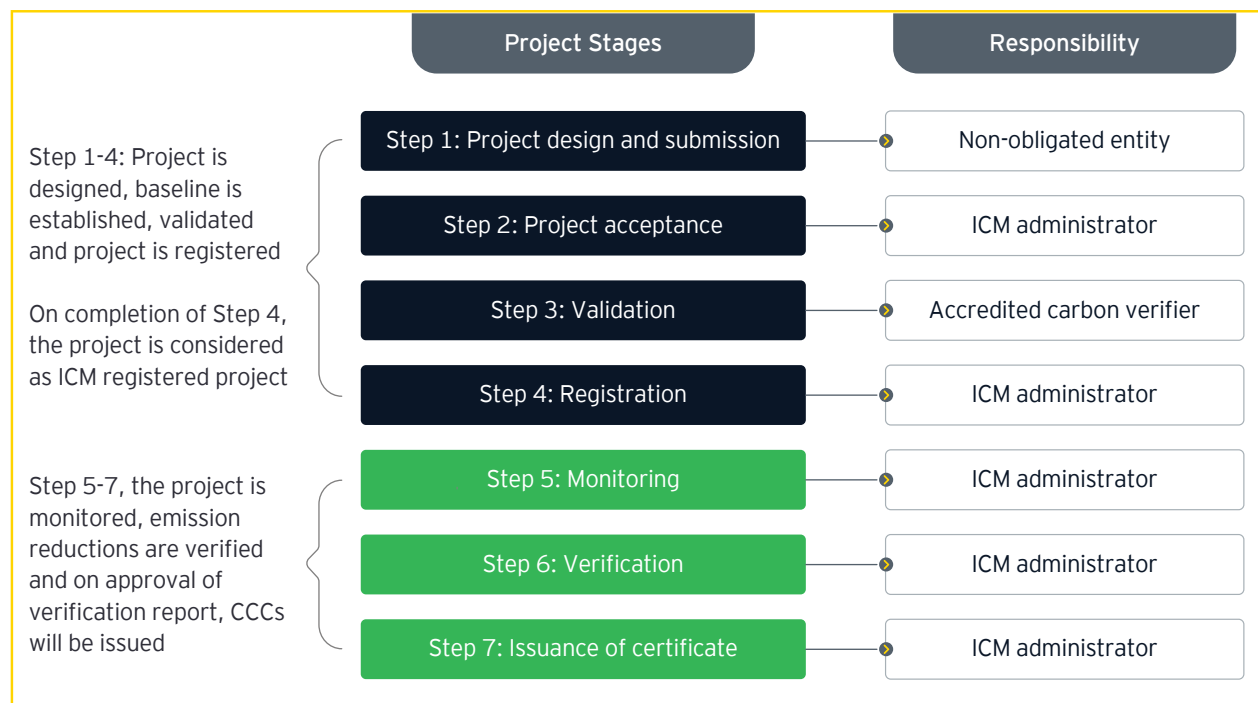 Project Stages
Responsibility
Step 1-4: Project is
designed, baseline is
established, validated
and project is registered
On completion of Step 4,
the project is considered
as ICM registered project
Step 1: Project design and submission
Non-obligated entity
Step 2: Project acceptance
ICM administrator
Step 3: Validation
Accredited carbon verifier
Step 4: Registration
ICM administrator
Step 5-7, the project is
monitored, emission
reductions are verified
and on approval of
verification report, CCCs
will be issued
Step 5: Monitoring
ICM administrator
Step 6: Verification
ICM administrator
Step 7: Issuance of certificate
ICM administrator